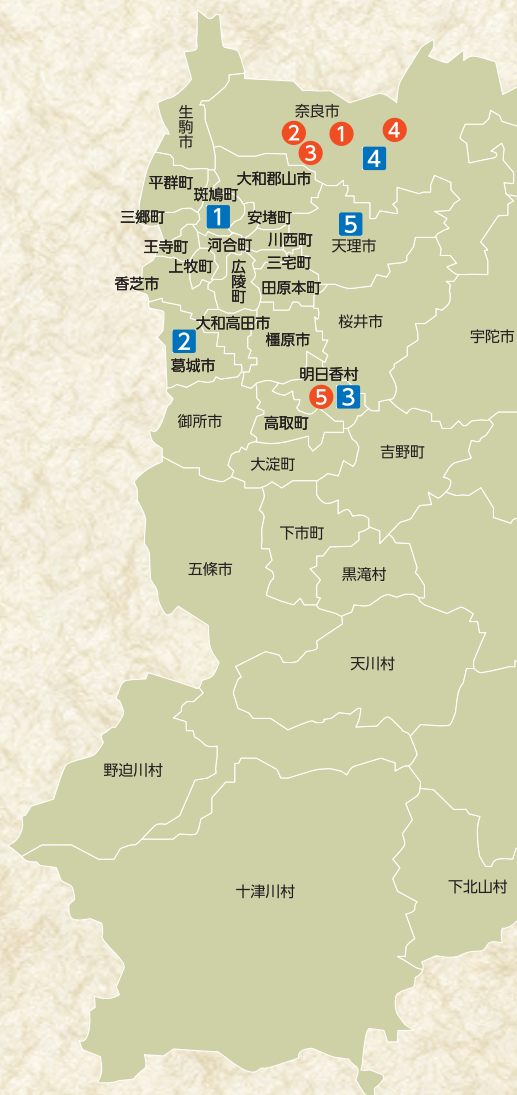 奈良市
生駒市
2
1
4
3
4
平群町
大和郡山市
斑鳩町
三郷町
1
安堵町
5
王寺町
河合町
川西町
天理市
上牧町
広陵町
三宅町
香芝市
田原本町
大和高田市
桜井市
2
橿原市
宇陀市
葛城市
明日香村
5
3
御所市
高取町
吉野町
大淀町
下市町
五條市
黒滝村
天川村
野迫川村
十津川村
下北山村